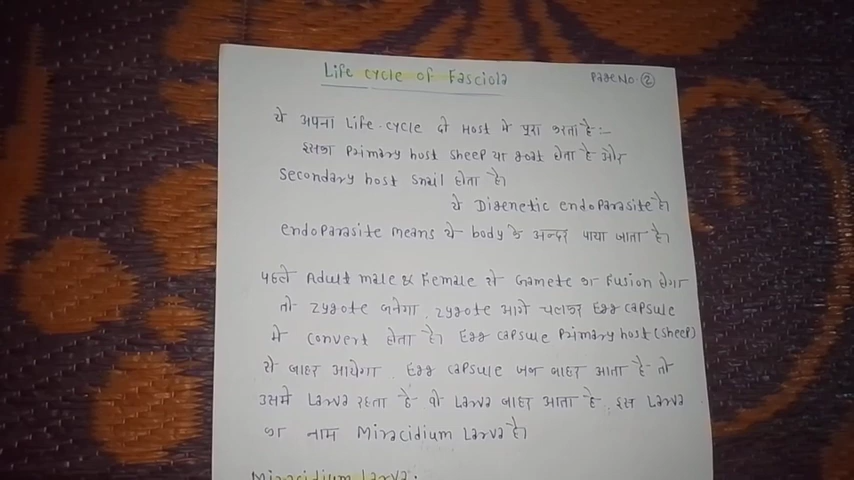 Life cycle of Fasciola
Page No. ②
ये अपना Life-cycle दो Host मे पूरा करता है :-
इसका Primary host sheep या goat होता है और
Secondary host snail होता है।
ये Digenetic endoparasite है।
endoparasite means ये body के अन्दर पाया जाता है।
पहले Adult male & Female से Gamete का Fusion होगा
तो zygote बनेगा, zygote आगे चलकर Egg capsule
मे convert होता है। Egg capsule Primary host (sheep)
से बाहर आयेगा. Egg capsule जब बाहर आता है तो
उसमे Larva रहता है वो Larva बाहर आता है. इस Larva
का नाम Miracidium Larva है।
Miracidium Larva.